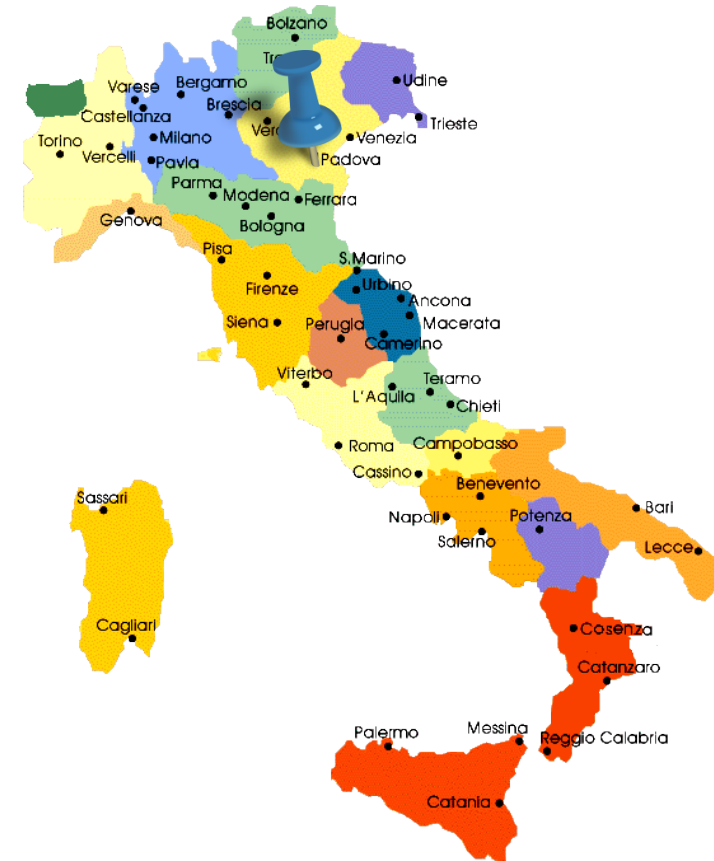 Bolzano
Udine
Varese
Bergamo
Brescia
Castellanza
Trieste
Torino
Milano
Venezia
Vercelli
Pavia
Padova
Parma
Modena
Ferrara
Genova
Bologna
Pisa
S.Marino
Firenze
Urbino
Ancona
Siena
Perugia
Macerata
Camerino
Viterbo
Teramo
L'Aquila
Chieti
Roma
Campobasso
Cassino
Benevento
Sassari
Napoli
Potenza
Bari
Salerno
Lecce
Cagliari
Cosenza
Catanzaro
Palermo
Messina
Reggio Calabria
Catania